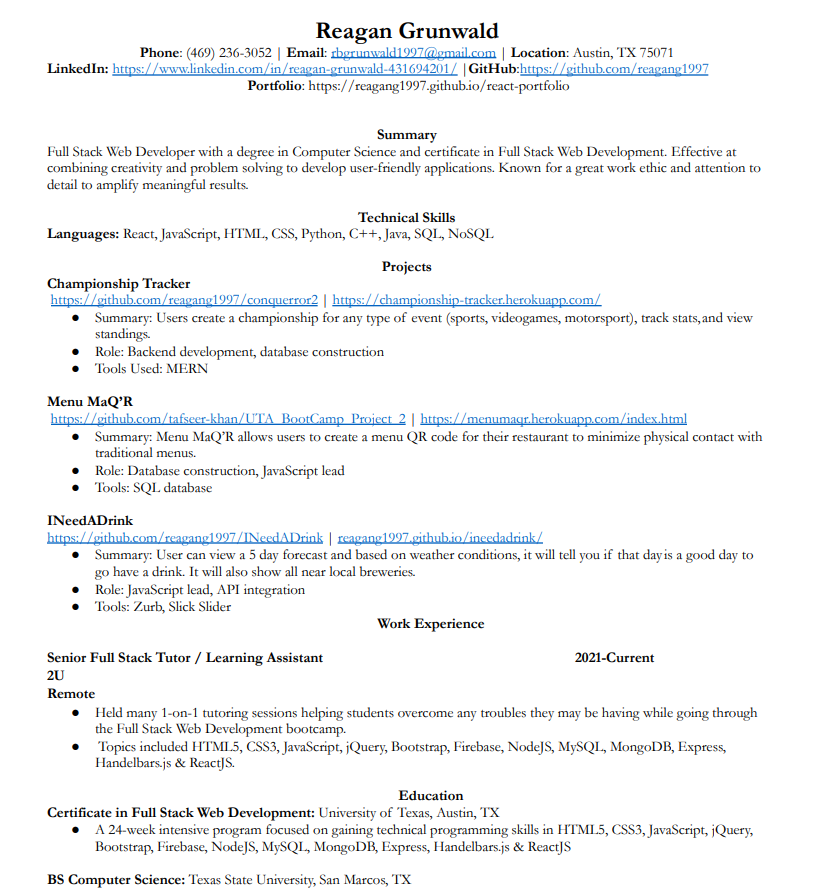 Reagan Grunwald
Phone: (469) 236-3052 | Email: rbgrunwald1997@gmail.com | Location: Austin, TX 75071
LinkedIn: https://www.linkedin.com/in/reagan-grunwald-431694201/ |GitHub:https://github.com/reagang1997
Portfolio: https://reagang1997.github.io/react-portfolio
Summary
Full Stack Web Developer with a degree in Computer Science and certificate in Full Stack Web Development. Effective at
combining creativity and problem solving to develop user-friendly applications. Known for a great work ethic and attention to
detail to amplify meaningful results.
Technical Skills
Languages: React, JavaScript, HTML, CSS, Python, C++, Java, SQL, NoSQL
Projects
Championship Tracker
https://github.com/reagang1997/conquerror2 | https://championship-tracker.herokuapp.com/
● Summary: Users create a championship for any type of event (sports, videogames, motorsport), track stats,and view
standings.
● Role: Backend development, database construction
● Tools Used: MERN
Menu MaQ’R
https://github.com/tafseer-khan/UTA_BootCamp_Project_2 | https://menumaqr.herokuapp.com/index.html
● Summary: Menu MaQ’R allows users to create a menu QR code for their restaurant to minimize physical contact with
traditional menus.
● Role: Database construction, JavaScript lead
● Tools: SQL database
INeedADrink
https://github.com/reagang1997/INeedADrink | reagang1997.github.io/ineedadrink/
● Summary: User can view a 5 day forecast and based on weather conditions, it will tell you if that day is a good day to
go have a drink. It will also show all near local breweries.
● Role: JavaScript lead, API integration
● Tools: Zurb, Slick Slider
Work Experience
Senior Full Stack Tutor / Learning Assistant 2021-Current
2U
Remote
● Held many 1-on-1 tutoring sessions helping students overcome any troubles they may be having while going through
the Full Stack Web Development bootcamp.
● Topics included HTML5, CSS3, JavaScript, jQuery, Bootstrap, Firebase, NodeJS, MySQL, MongoDB, Express,
Handelbars.js & ReactJS.
Education
Certificate in Full Stack Web Development: University of Texas, Austin, TX
● A 24-week intensive program focused on gaining technical programming skills in HTML5, CSS3, JavaScript, jQuery,
Bootstrap, Firebase, NodeJS, MySQL, MongoDB, Express, Handelbars.js & ReactJS
BS Computer Science: Texas State University, San Marcos, TX